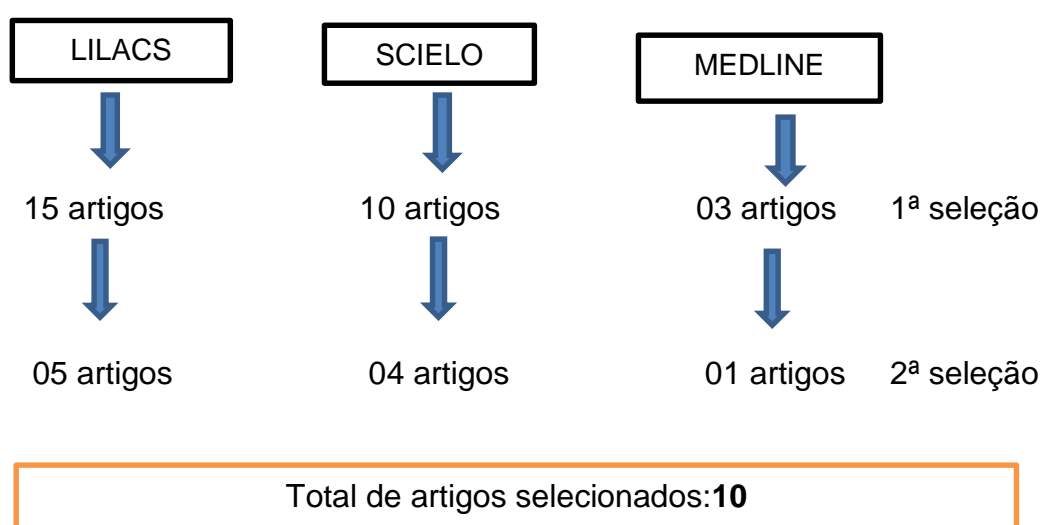 LILACS SCIELO MEDLINE
15 artigos 10 artigos 03 artigos 1ª seleção
05 artigos 04 artigos 01 artigos 2ª seleção
Total de artigos selecionados:10